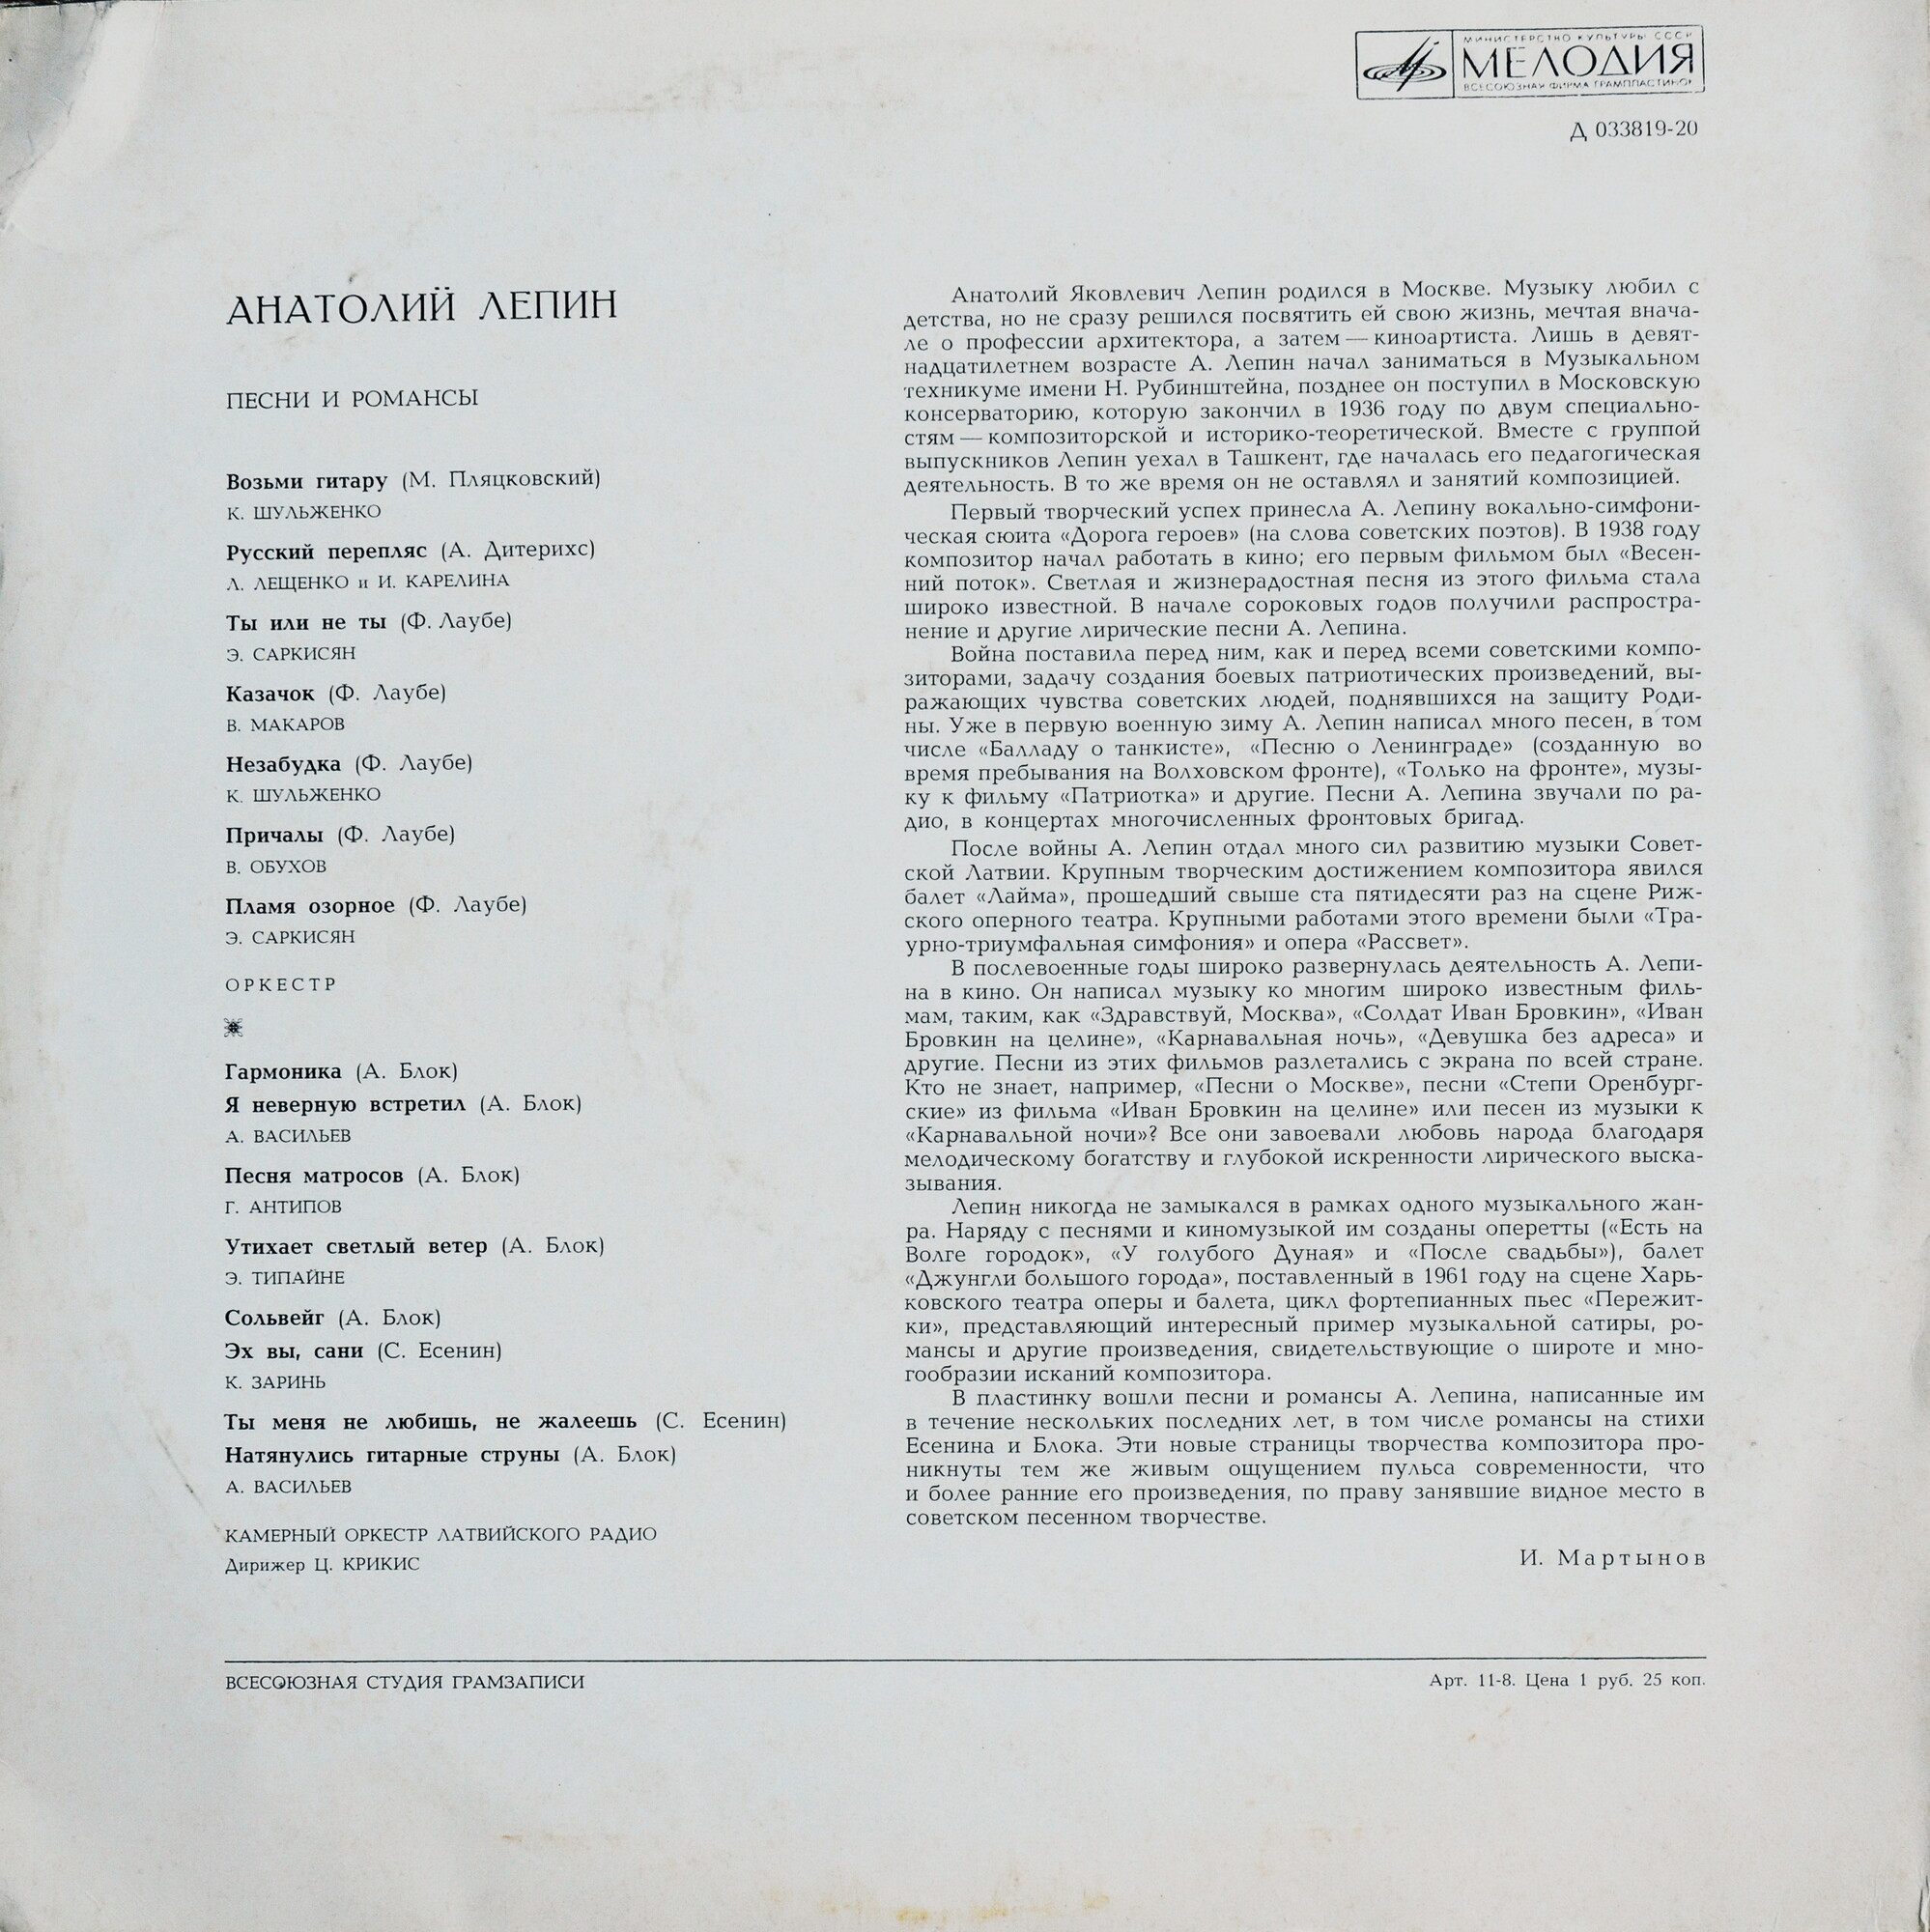 МИНИСТЕРСТВО КУЛЬТУРЫ СССР
МЕЛОДИЯ
ВСЕСОЮЗНАЯ ФИРМА ГРАМПЛАСТИНОК
Д 033819-20
АНАТОЛИЙ ЛЕПИН
ПЕСНИ И РОМАНСЫ
Возьми гитару (М. Пляцковский)
К. ШУЛЬЖЕНКО
Русский перепляс (А. Дитерихс)
Л. ЛЕЩЕНКО и И. КАРЕЛИНА
Ты или не ты (Ф. Лаубе)
Э. САРКИСЯН
Казачок (Ф. Лаубе)
В. МАКАРОВ
Незабудка (Ф. Лаубе)
К. ШУЛЬЖЕНКО
Причалы (Ф. Лаубе)
В. ОБУХОВ
Пламя озорное (Ф. Лаубе)
Э. САРКИСЯН
ОРКЕСТР
Гармоника (А. Блок)
Я неверную встретил (А. Блок)
А. ВАСИЛЬЕВ
Песня матросов (А. Блок)
Г. АНТИПОВ
Утихает светлый ветер (А. Блок)
Э. ТИПАЙНЕ
Сольвейг (А. Блок)
Эх вы, сани (С. Есенин)
К. ЗАРИНЬ
Ты меня не любишь, не жалеешь (С. Есенин)
Натянулись гитарные струны (А. Блок)
А. ВАСИЛЬЕВ
КАМЕРНЫЙ ОРКЕСТР ЛАТВИЙСКОГО РАДИО
Дирижер Ц. КРИКИС
Анатолий Яковлевич Лепин родился в Москве. Музыку любил с
детства, но не сразу решился посвятить ей свою жизнь, мечтая внача-
ле о профессии архитектора, а затем — киноартиста. Лишь в девят-
надцатилетнем возрасте А. Лепин начал заниматься в Музыкальном
техникуме имени Н. Рубинштейна, позднее он поступил в Московскую
консерваторию, которую закончил в 1936 году по двум специально-
стям — композиторской и историко-теоретической. Вместе с группой
выпускников Лепин уехал в Ташкент, где началась его педагогическая
деятельность. В то же время он не оставлял и занятий композицией.
Первый творческий успех принесла А. Лепину вокально-симфони-
ческая сюита «Дорога героев» (на слова советских поэтов). В 1938 году
композитор начал работать в кино; его первым фильмом был «Весен-
ний поток». Светлая и жизнерадостная песня из этого фильма стала
широко известной. В начале сороковых годов получили распростра-
нение и другие лирические песни А. Лепина.
Война поставила перед ним, как и перед всеми советскими компо-
зиторами, задачу создания боевых патриотических произведений, вы-
ражающих чувства советских людей, поднявшихся на защиту Роди-
ны. Уже в первую военную зиму А. Лепин написал много песен, в том
числе «Балладу о танкисте», «Песню о Ленинграде» (созданную во
время пребывания на Волховском фронте), «Только на фронте», музы-
ку к фильму «Патриотка» и другие. Песни А. Лепина звучали по ра-
дио, в концертах многочисленных фронтовых бригад.
После войны А. Лепин отдал много сил развитию музыки Совет-
ской Латвии. Крупным творческим достижением композитора явился
балет «Лайма», прошедший свыше ста пятидесяти раз на сцене Риж-
ского оперного театра. Крупными работами этого времени были «Тра-
урно-триумфальная симфония» и опера «Рассвет».
В послевоенные годы широко развернулась деятельность А. Лепи-
на в кино. Он написал музыку ко многим широко известным филь-
мам, таким, как «Здравствуй, Москва», «Солдат Иван Бровкин», «Иван
Бровкин на целине», «Карнавальная ночь», «Девушка без адреса» и
другие. Песни из этих фильмов разлетались с экрана по всей стране.
Кто не знает, например, «Песни о Москве», песни «Степи Оренбург-
ские» из фильма «Иван Бровкин на целине» или песен из музыки к
«Карнавальной ночи»? Все они завоевали любовь народа благодаря
мелодическому богатству и глубокой искренности лирического выска-
зывания.
Лепин никогда не замыкался в рамках одного музыкального жан-
ра. Наряду с песнями и киномузыкой им созданы оперетты («Есть на
Волге городок», «У голубого Дуная» и «После свадьбы»), балет
«Джунгли большого города», поставленный в 1961 году на сцене Харь-
ковского театра оперы и балета, цикл фортепианных пьес «Пережит-
ки», представляющий интересный пример музыкальной сатиры, ро-
мансы и другие произведения, свидетельствующие о широте и мно-
гообразии исканий композитора.
В пластинку вошли песни и романсы А. Лепина, написанные им
в течение нескольких последних лет, в том числе романсы на стихи
Есенина и Блока. Эти новые страницы творчества композитора про-
никнуты тем же живым ощущением пульса современности, что
и более ранние его произведения, по праву занявшие видное место в
советском песенном творчестве.
И. Мартынов
ВСЕСОЮЗНАЯ СТУДИЯ ГРАМЗАПИСИ
Арт. 11-8. Цена 1 руб. 25 коп.